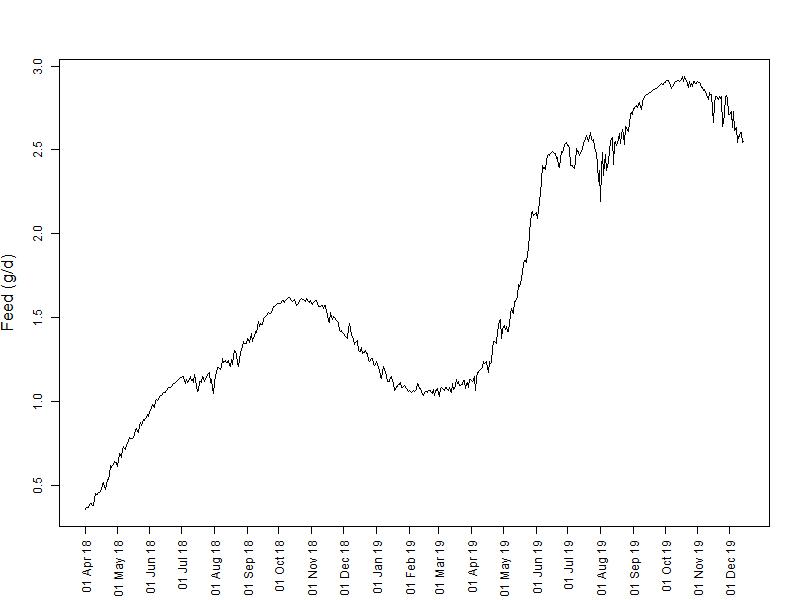 Feed (g/d)
3.0
2.5
2.0
1.5
1.0
0.5
01 Apr 18
01 May 18
01 Jun 18
01 Jul 18
01 Aug 18
01 Sep 18
01 Oct 18
01 Nov 18
01 Dec 18
01 Jan 19
01 Feb 19
01 Mar 19
01 Apr 19
01 May 19
01 Jun 19
01 Jul 19
01 Aug 19
01 Sep 19
01 Oct 19
01 Nov 19
01 Dec 19